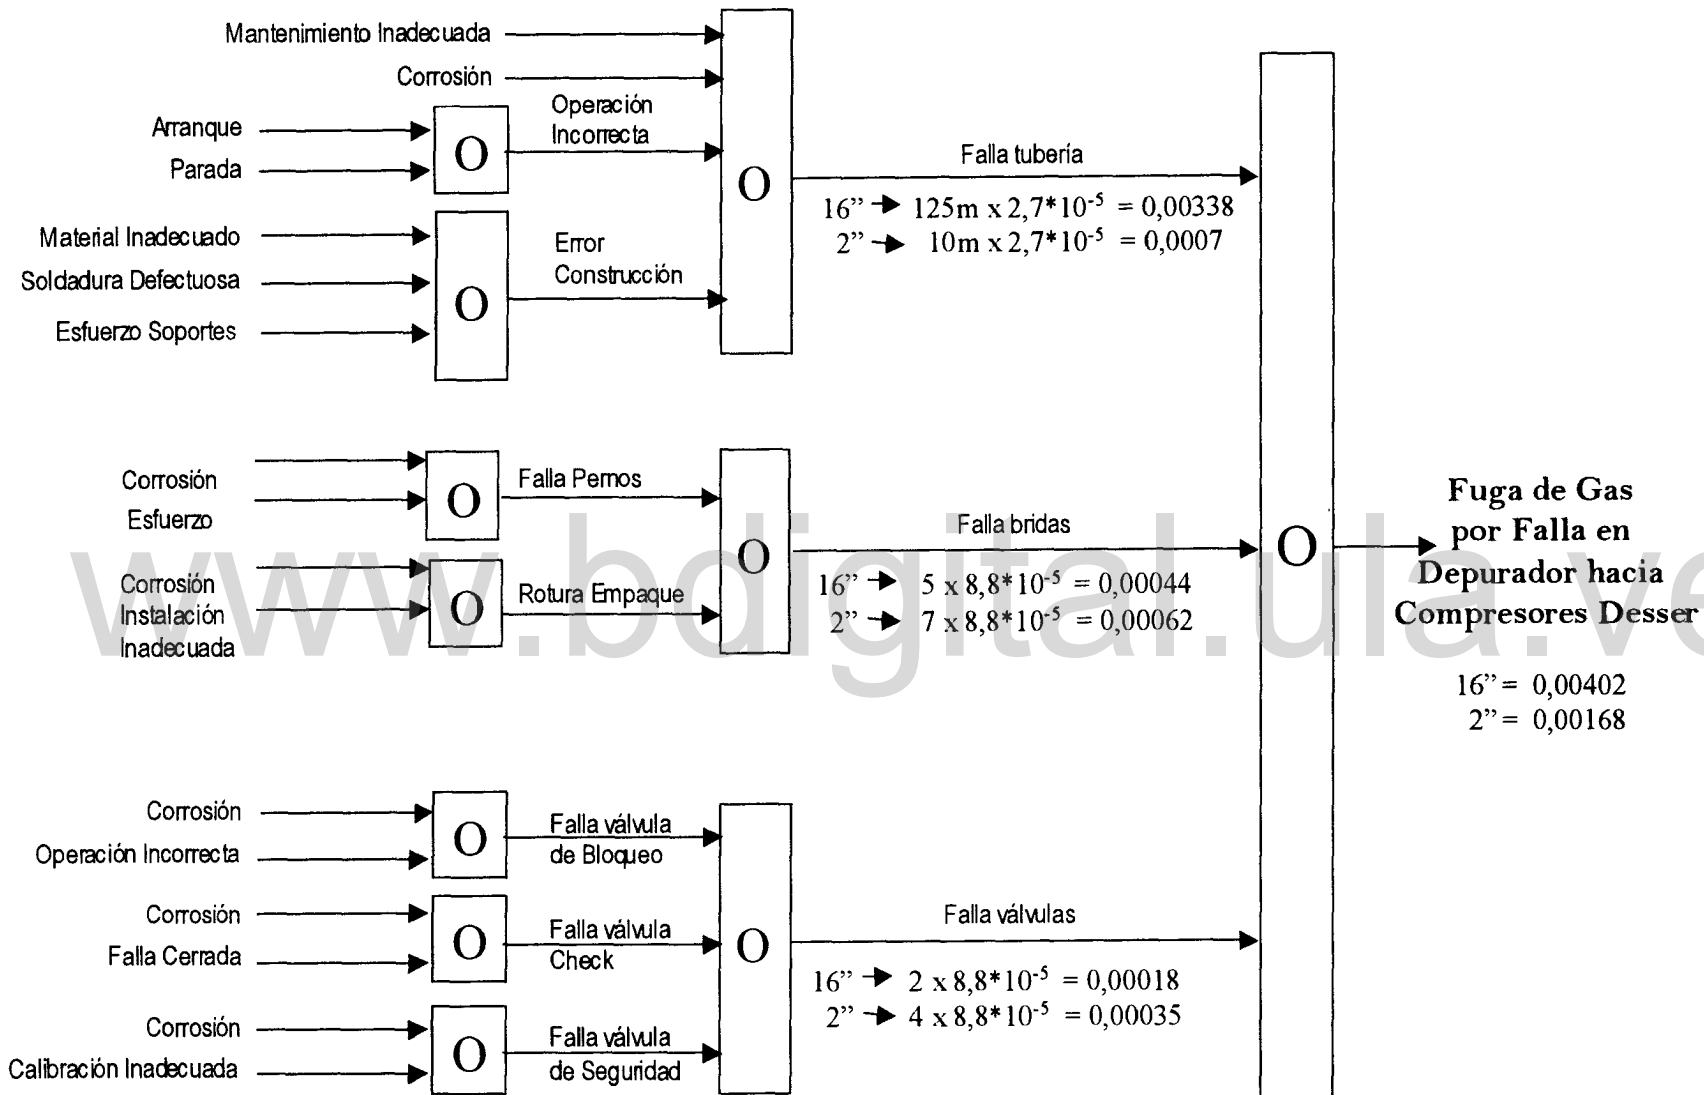 Mantenimiento Inadecuada
Corrosión
Arranque
Parada
O
Operación
Incorrecta
Material Inadecuado
Soldadura Defectuosa
Esfuerzo Soportes
O
Error
Construcción
O
Falla tubería
16” → 125m x 2,7*10⁻⁵ = 0,00338
2” → 10m x 2,7*10⁻⁵ = 0,0007
Corrosión
Esfuerzo
O
Falla Pernos
Corrosión
Instalación
Inadecuada
O
Rotura Empaque
O
Falla bridas
16” → 5 x 8,8*10⁻⁵ = 0,00044
2” → 7 x 8,8*10⁻⁵ = 0,00062
Corrosión
Operación Incorrecta
O
Falla válvula
de Bloqueo
Corrosión
Falla Cerrada
O
Falla válvula
Check
Corrosión
Calibración Inadecuada
O
Falla válvula
de Seguridad
O
Falla válvulas
16” → 2 x 8,8*10⁻⁵ = 0,00018
2” → 4 x 8,8*10⁻⁵ = 0,00035
O
Fuga de Gas
por Falla en
Depurador hacia
Compresores Desser
16” = 0,00402
2” = 0,00168
www.bdigital.ula.ve